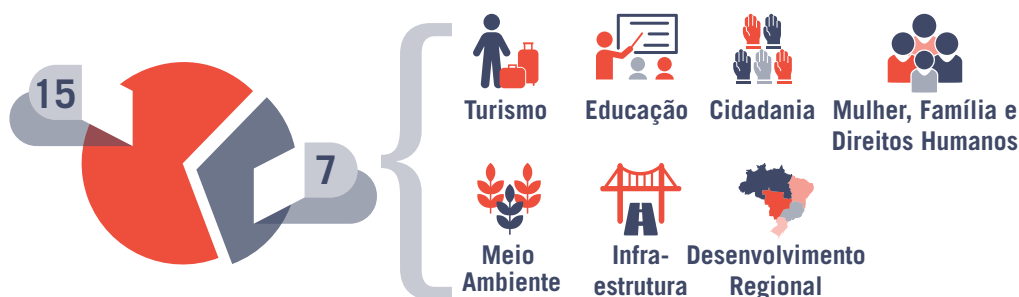 15
7
Turismo
Educação
Cidadania
Mulher, Família e
Direitos Humanos
Meio
Ambiente
Infra-
estrutura
Desenvolvimento
Regional